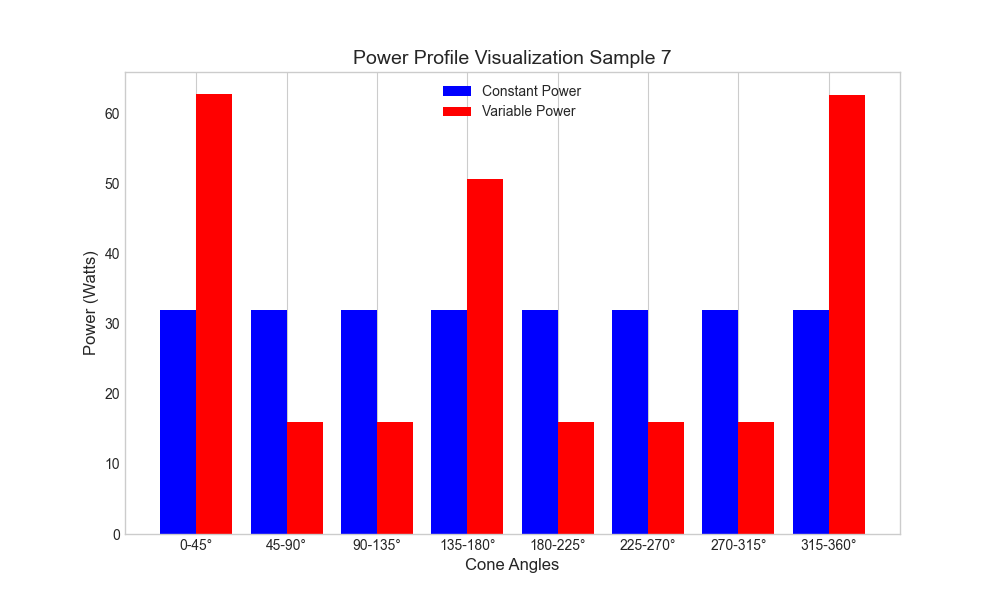 Power Profile Visualization Sample 7
Constant Power
Variable Power
Power (Watts)
60
50
40
30
20
10
0
0-45° 45-90° 90-135° 135-180° 180-225° 225-270° 270-315° 315-360°
Cone Angles